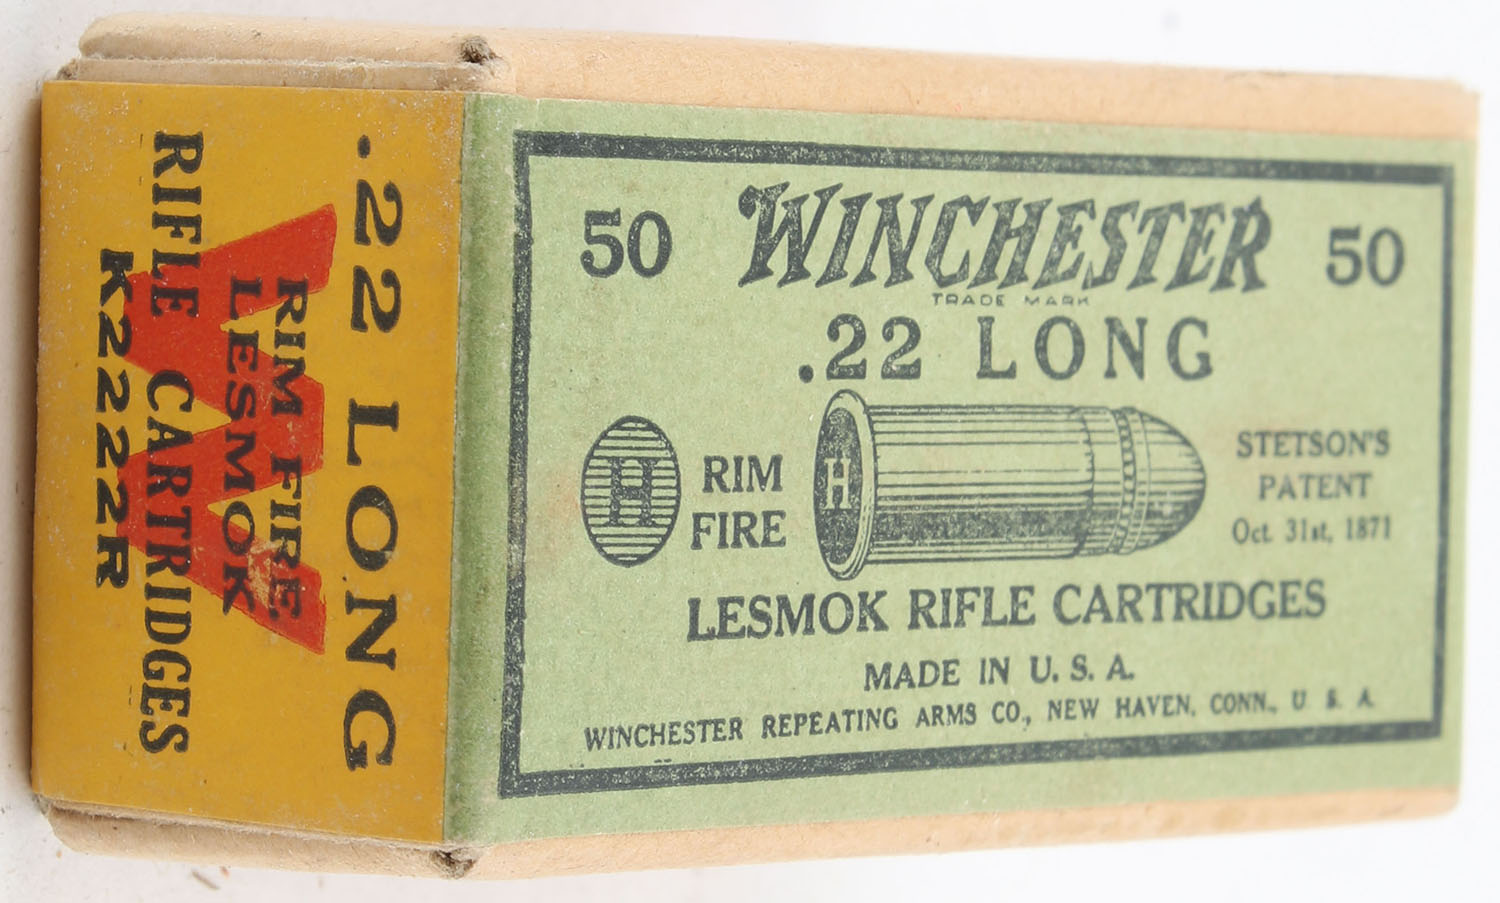 50 WINCHESTER 50
TRADE MARK
.22 LONG
H
RIM
FIRE
H
STETSON'S
PATENT
Oct. 31st, 1871
LESMOK RIFLE CARTRIDGES
MADE IN U. S. A.
WINCHESTER REPEATING ARMS CO., NEW HAVEN, CONN., U. S. A.
.22 LONG
W
RIM FIRE
LESMOK
RIFLE CARTRIDGES
K2222R